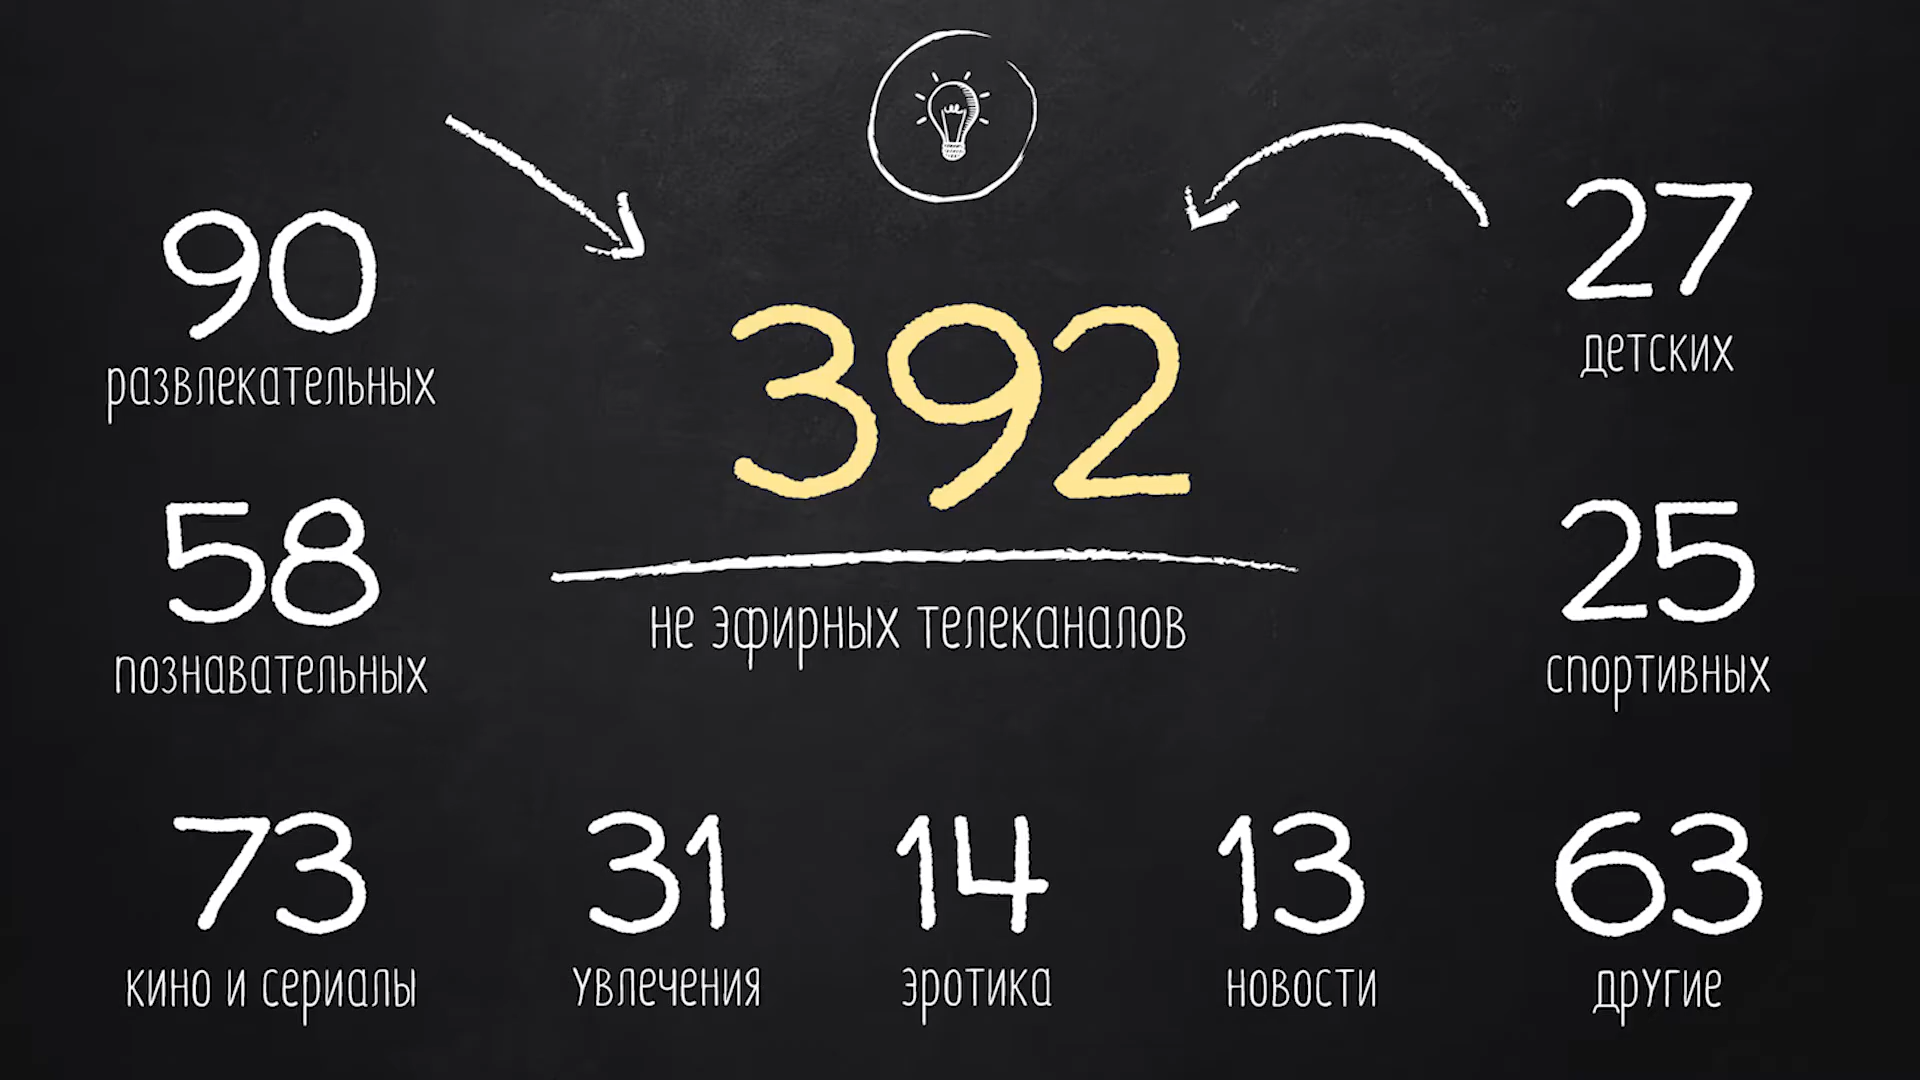 90
развлекательных
58
познавательных
392
не эфирных телеканалов
27
детских
25
спортивных
73
кино и сериалы
31
увлечения
14
эротика
13
новости
63
другие